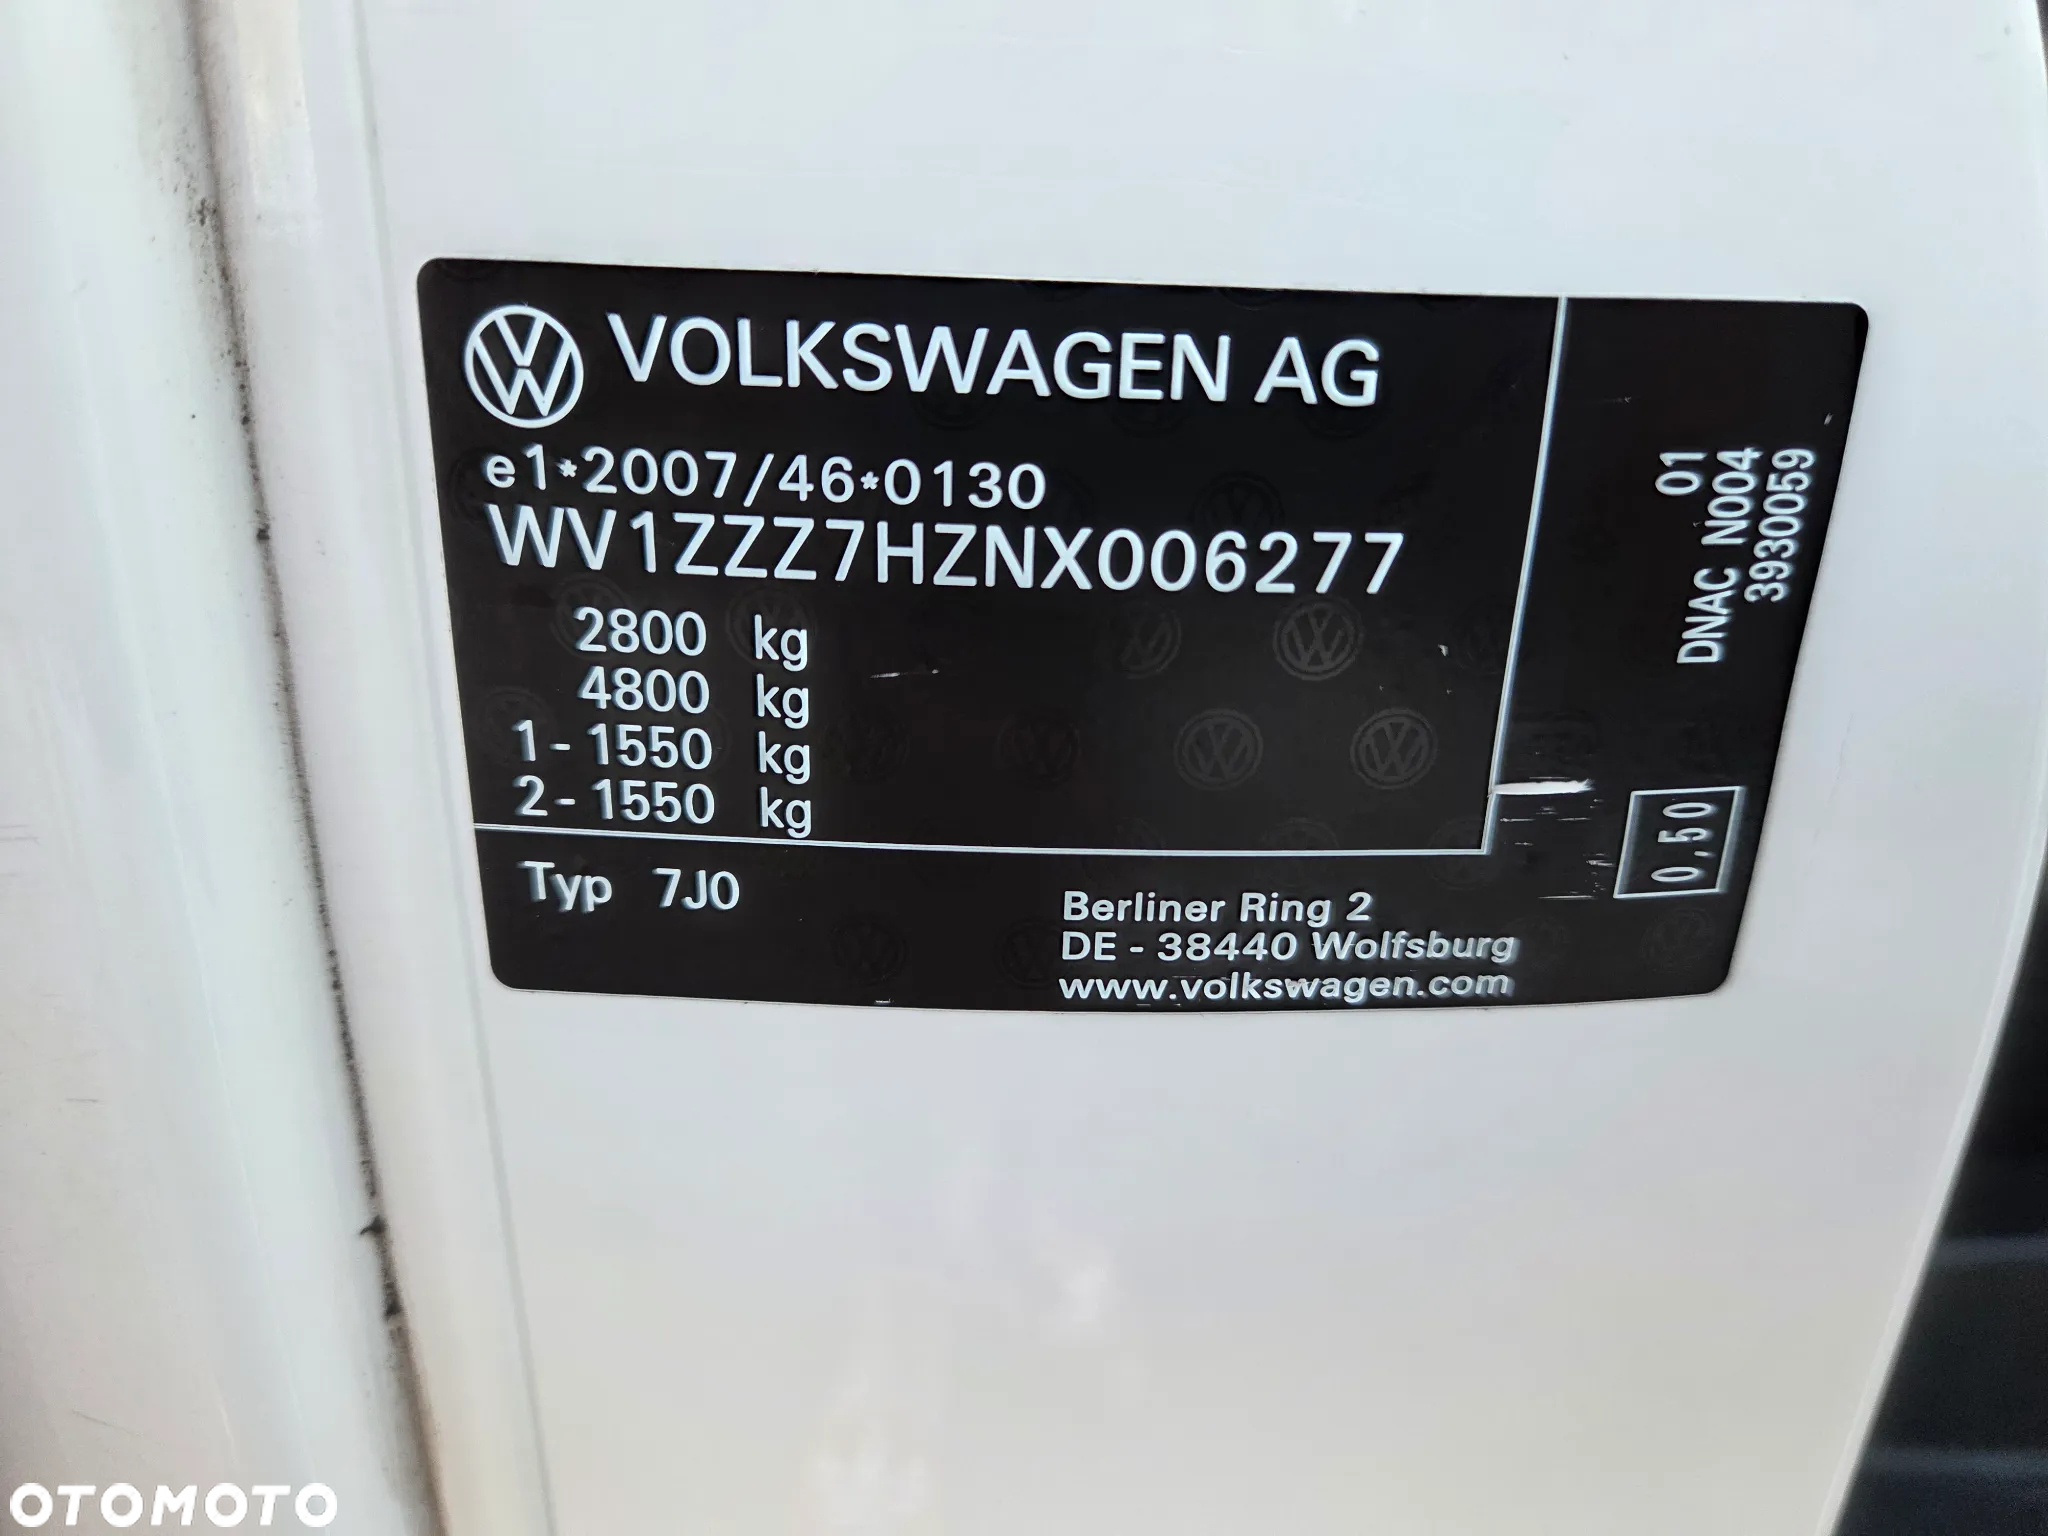 VOLKSWAGEN AG
e1*2007/46*0130
WV1ZZZ7HZNX006277
2800 kg
4800 kg
1 - 1550 kg
2 - 1550 kg
Typ 7J0
Berliner Ring 2
DE - 38440 Wolfsburg
www.volkswagen.com
01
DNAC N004
39300059
0,50
OTOMOTO